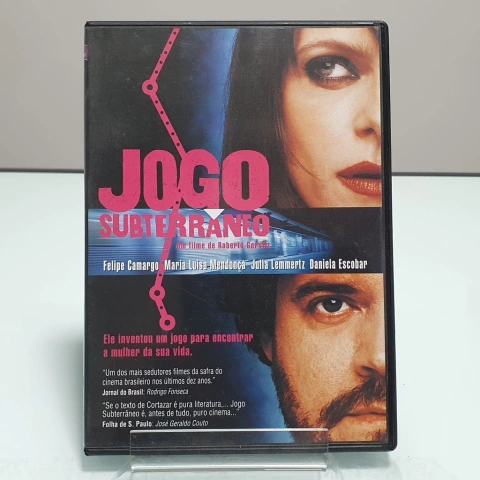 JOGO
SUBTERRÂNEO
um filme de Roberto Gervitz
Felipe Camargo Maria Luisa Mendonça Julia Lemmertz Daniela Escobar
Ele inventou um jogo para encontrar
a mulher da sua vida.
"Um dos mais sedutores filmes da safra do
cinema brasileiro nos últimos dez anos."
Jornal do Brasil: Rodrigo Fonseca
"Se o texto de Cortazar é pura literatura... Jogo
Subterrâneo é, antes de tudo, puro cinema..."
Folha de S. Paulo: José Geraldo Couto